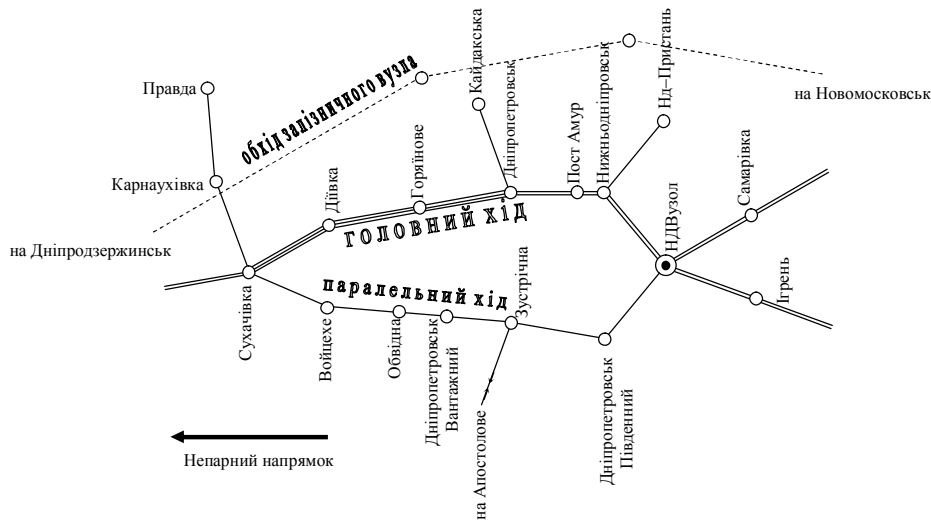 Правда
обхід залізничного вузла
Кайдакська
Дніпропетровськ
Нижньодніпровськ
Нд–Пристань
на Новомосковськ
Карнаухівка
Діївка
Горяїнове
Пост Амур
Самарівка
на Дніпродзержинськ
головний хід
НДВузол
Сухачівка
паралельний хід
Зустрічна
Ігрень
Войцехе
Обвідна
Дніпропетровськ
Вантажний
на Апостолове
Дніпропетровськ
Південний
Непарний напрямок